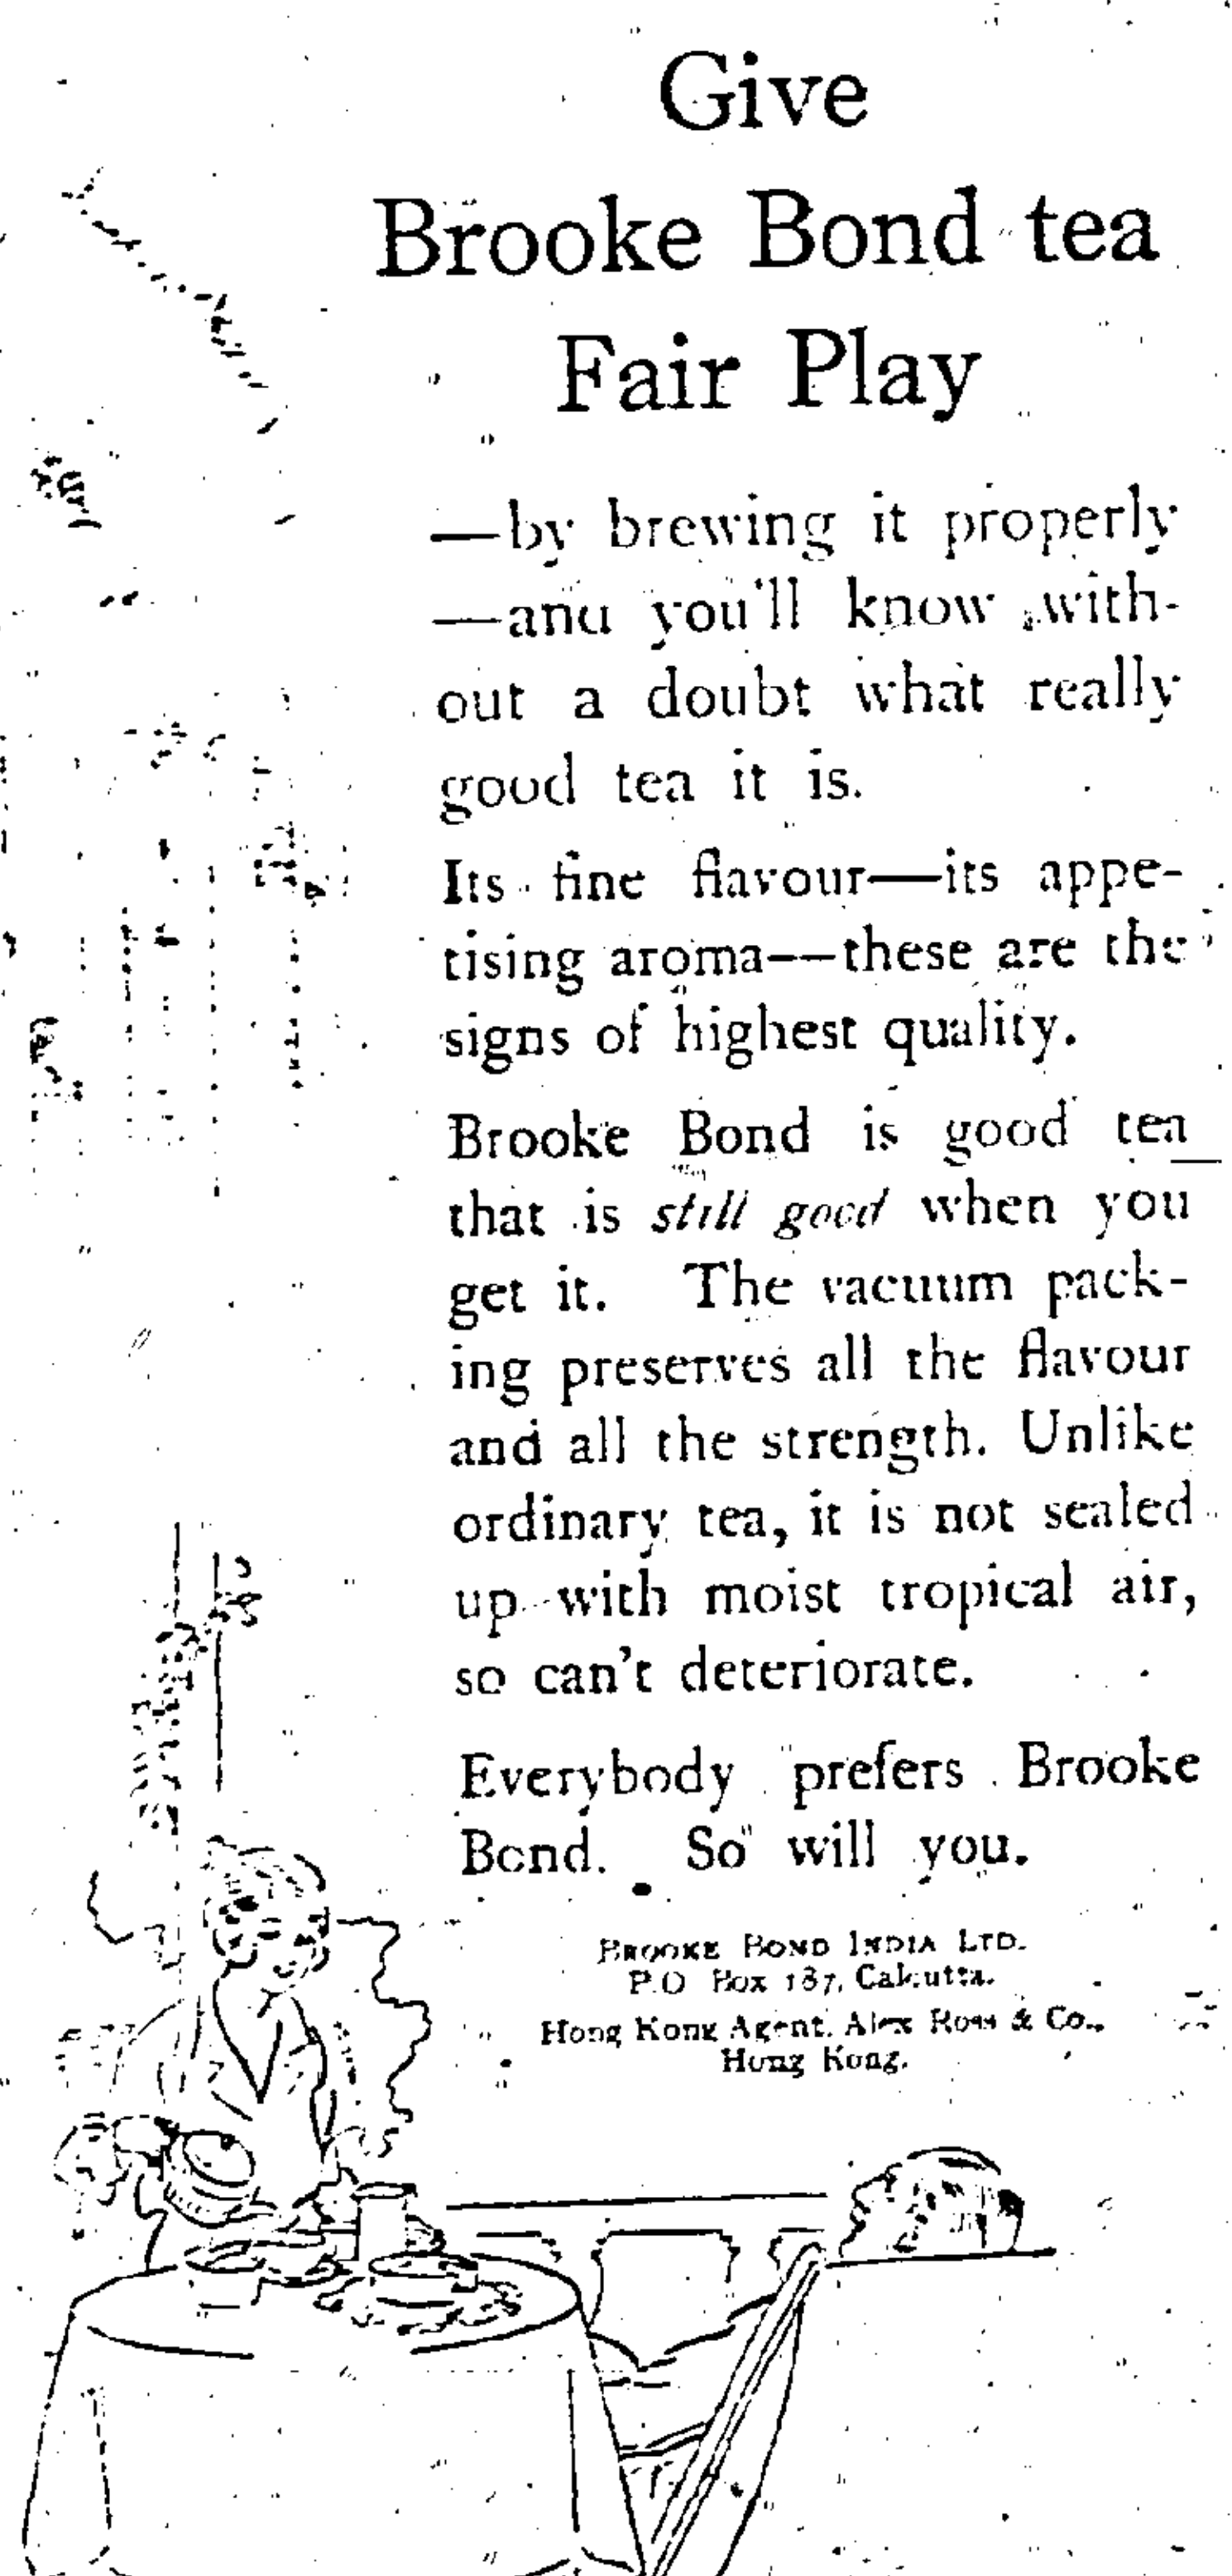 Give
Brooke Bond tea
Fair Play
—by brewing it properly
—and you'll know with-
out a doubt what really
good tea it is.
Its fine flavour—its appe-
tising aroma—these are the
signs of highest quality.
Brooke Bond is good tea
that is still good when you
get it. The vacuum pack-
ing preserves all the flavour
and all the strength. Unlike
ordinary tea, it is not sealed
up with moist tropical air,
so can't deteriorate.
Everybody prefers Brooke
Bond. So will you.
BROOKE BOND INDIA LTD.
P.O Box 187, Calcutta.
Hong Kong Agent. Alex Ross & Co.,
Hong Kong.